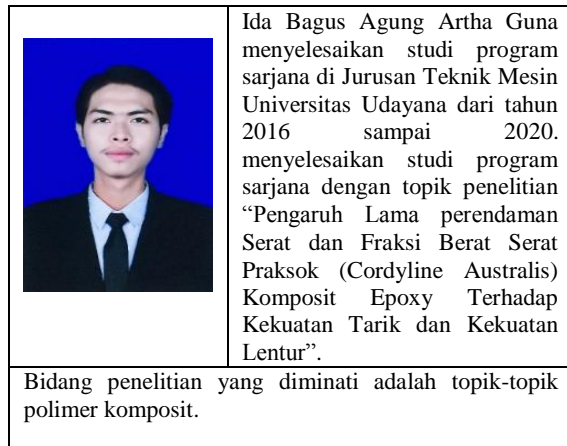 Ida Bagus Agung Artha Guna
menyelesaikan studi program
sarjana di Jurusan Teknik Mesin
Universitas Udayana dari tahun
2016 sampai 2020.
menyelesaikan studi program
sarjana dengan topik penelitian
“Pengaruh Lama perendaman
Serat dan Fraksi Berat Serat
Praksok (Cordyline Australis)
Komposit Epoxy Terhadap
Kekuatan Tarik dan Kekuatan
Lentur”.
Bidang penelitian yang diminati adalah topik-topik
polimer komposit.